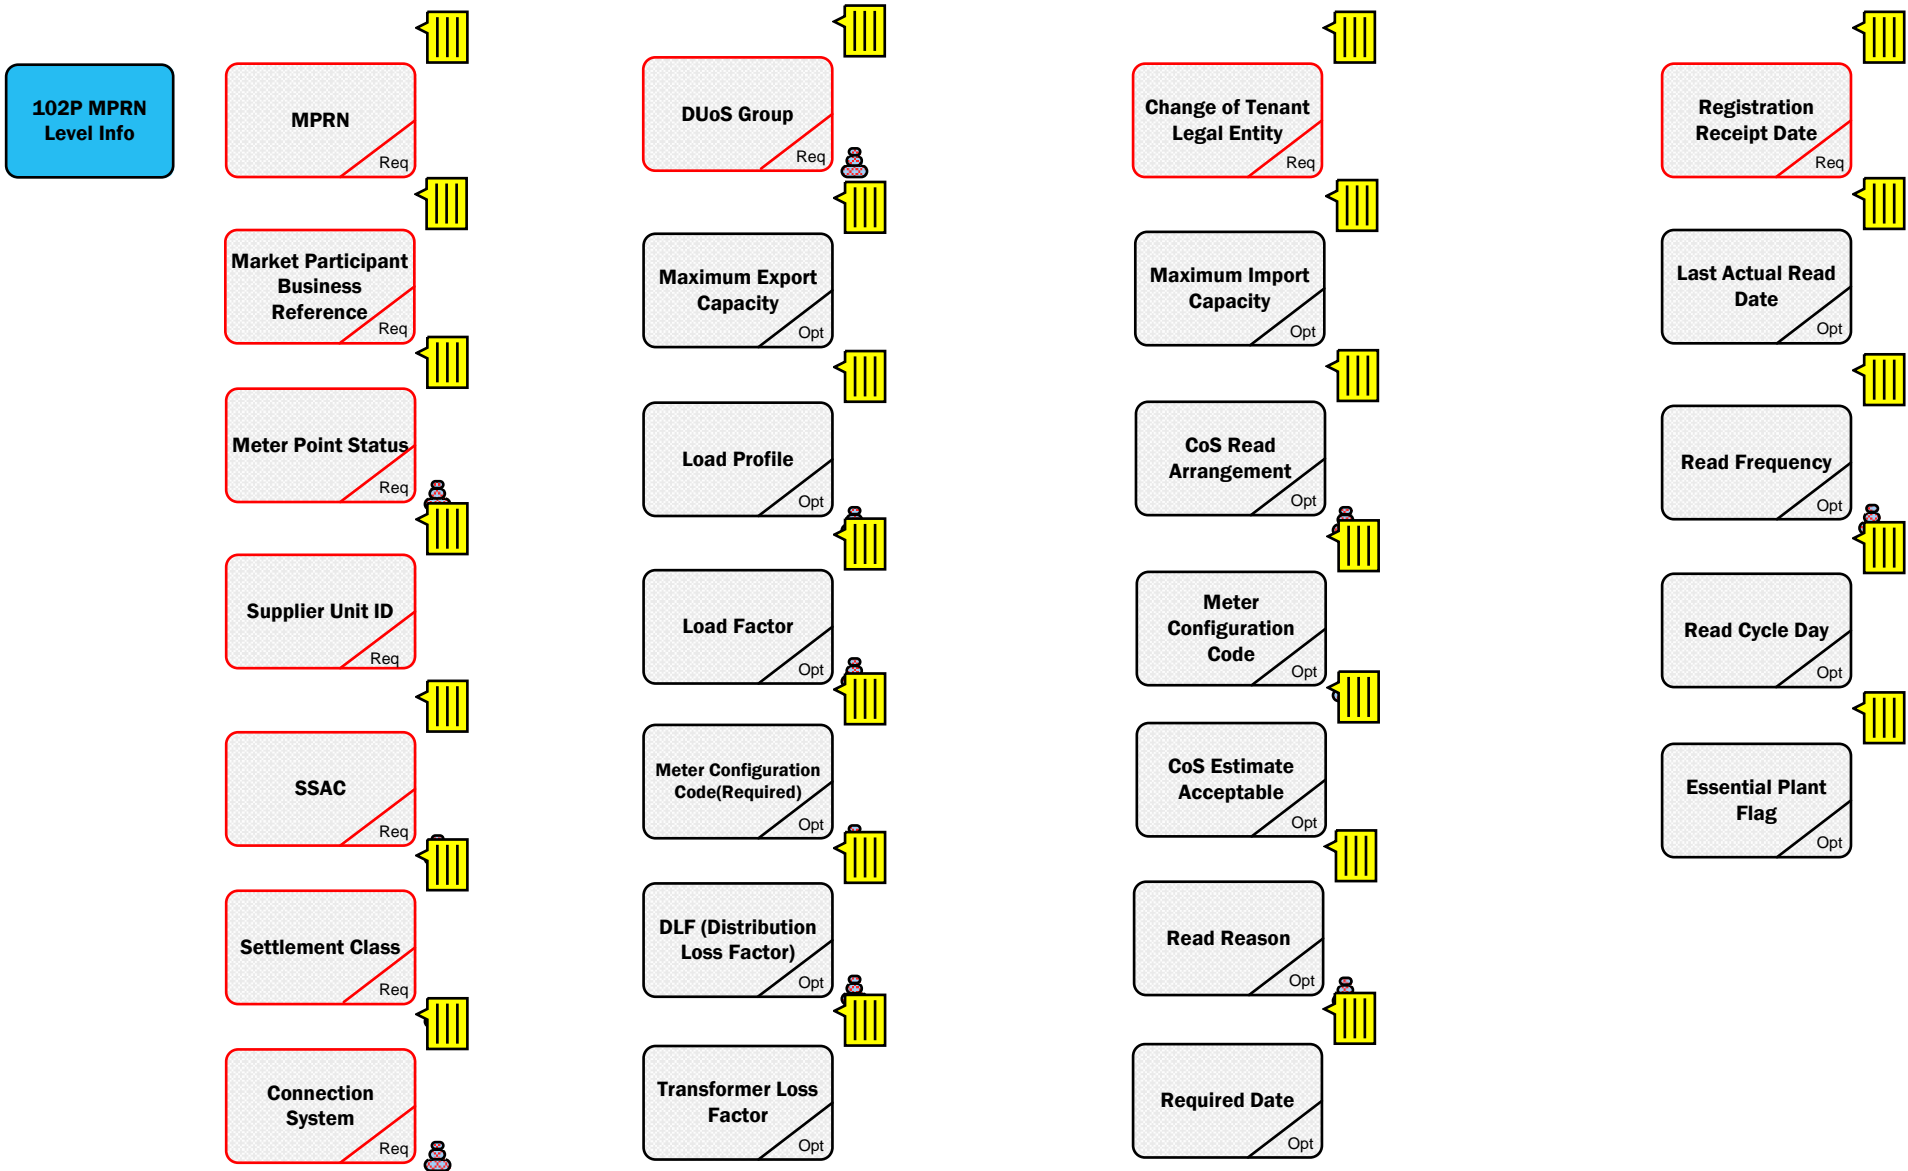 102P MPRN
Level Info
MPRN
Req
Market Participant
Business
Reference
Req
Meter Point Status
Req
Supplier Unit ID
Req
SSAC
Req
Settlement Class
Req
Connection
System
Req
DUoS Group
Req
Maximum Export
Capacity
Opt
Load Profile
Opt
Load Factor
Opt
Meter Configuration
Code(Required)
Opt
DLF (Distribution
Loss Factor)
Opt
Transformer Loss
Factor
Opt
Change of Tenant
Legal Entity
Req
Maximum Import
Capacity
Opt
CoS Read
Arrangement
Opt
Meter
Configuration
Code
Opt
CoS Estimate
Acceptable
Opt
Read Reason
Opt
Required Date
Opt
Registration
Receipt Date
Req
Last Actual Read
Date
Opt
Read Frequency
Opt
Read Cycle Day
Opt
Essential Plant
Flag
Opt